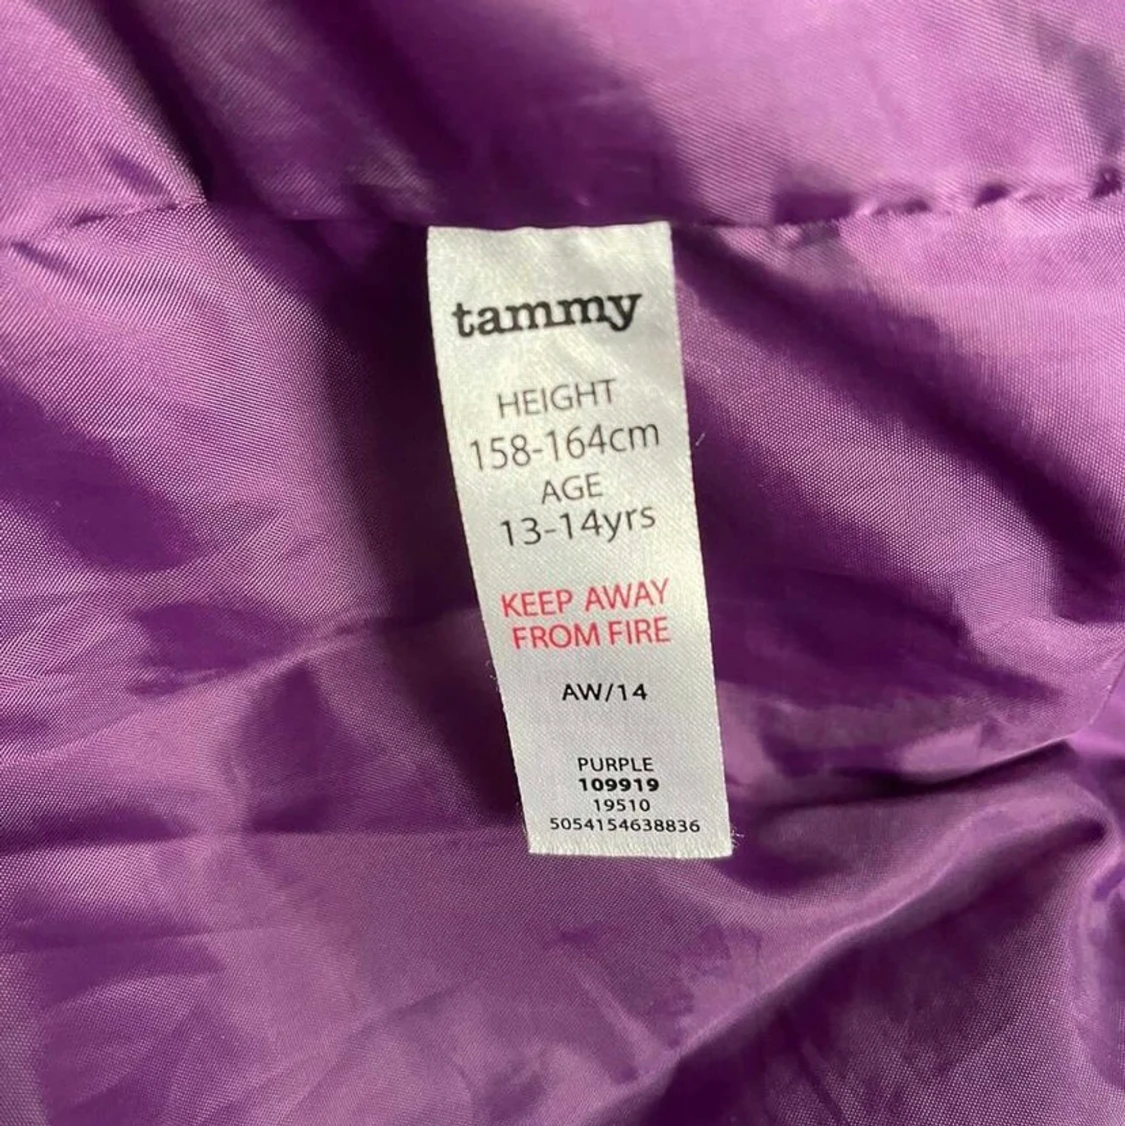 tammy
HEIGHT
158-164cm
AGE
13-14yrs
KEEP AWAY
FROM FIRE
AW/14
PURPLE
109919
19510
5054154638836